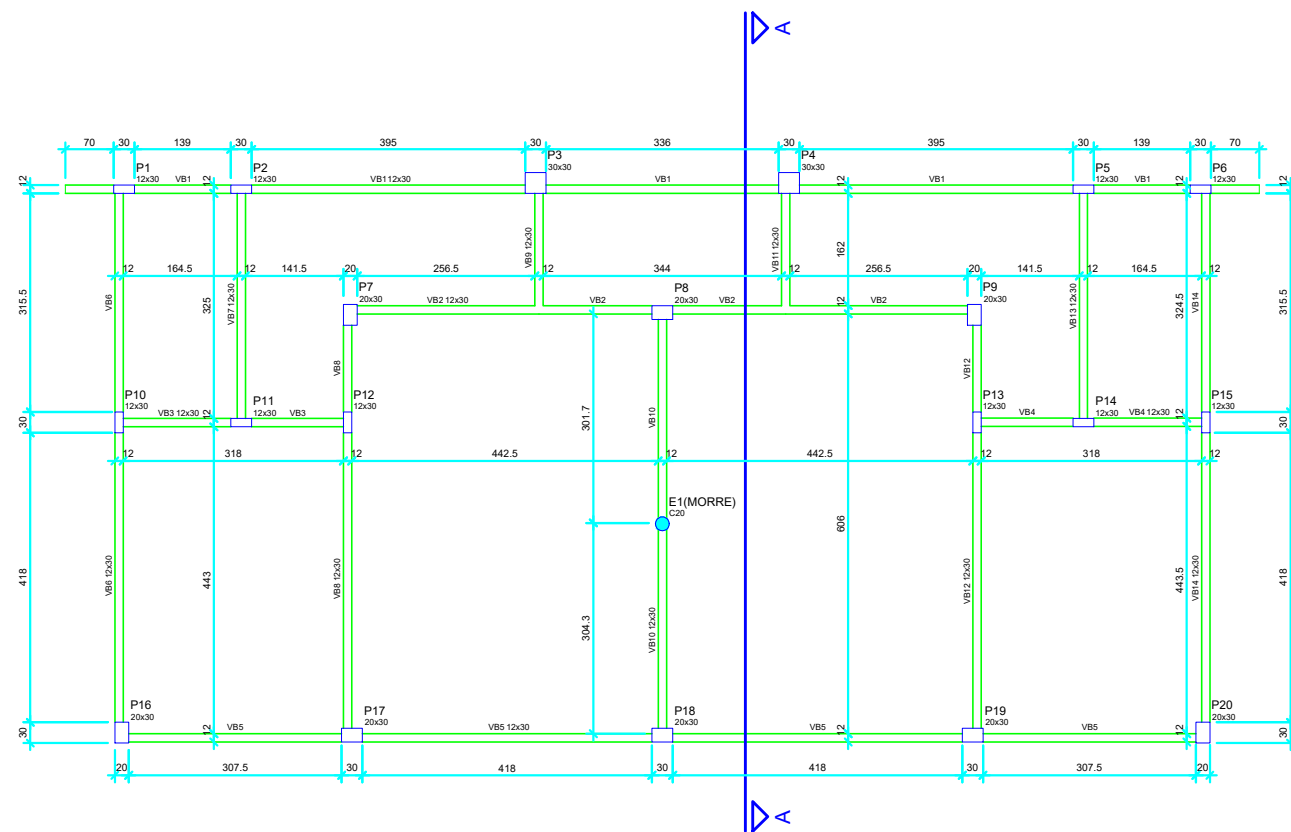 A
70 30 139 30 395 30 336 30 395 30 139 30 70
P1
12x30
P2
12x30
P3
30x30
P4
30x30
P5
12x30
P6
12x30
12 VB1 12 VB112x30 VB1 12 VB1 VB1 12 12
315.5
VB6
VB7 12x30
325
VB9 12x30
VB11 12x30
162
VB13 12x30
324.5
VB14
315.5
12 164.5 12 141.5 20 256.5 12 344 12 256.5 20 141.5 12 164.5 12
P7
20x30
P8
20x30
P9
20x30
VB2 12x30 VB2 VB2 12 VB2
VB8
VB12
P10
12x30
P11
12x30
P12
12x30
P13
12x30
P14
12x30
P15
12x30
30 VB3 12x30 12 VB3 VB4 VB4 12x30 12 30
301.7
VB10
12 318 12 442.5 12 442.5 12 318 12
E1(MORRE)
C20
606
418
VB6 12x30
443
VB8 12x30
304.3
VB10 12x30
VB12 12x30
443.5
VB14 12x30
418
P16
20x30
P17
20x30
P18
20x30
P19
20x30
P20
20x30
30 VB5 12 VB5 12x30 VB5 12 VB5 12 30
20 307.5 30 418 30 418 30 307.5 20
A